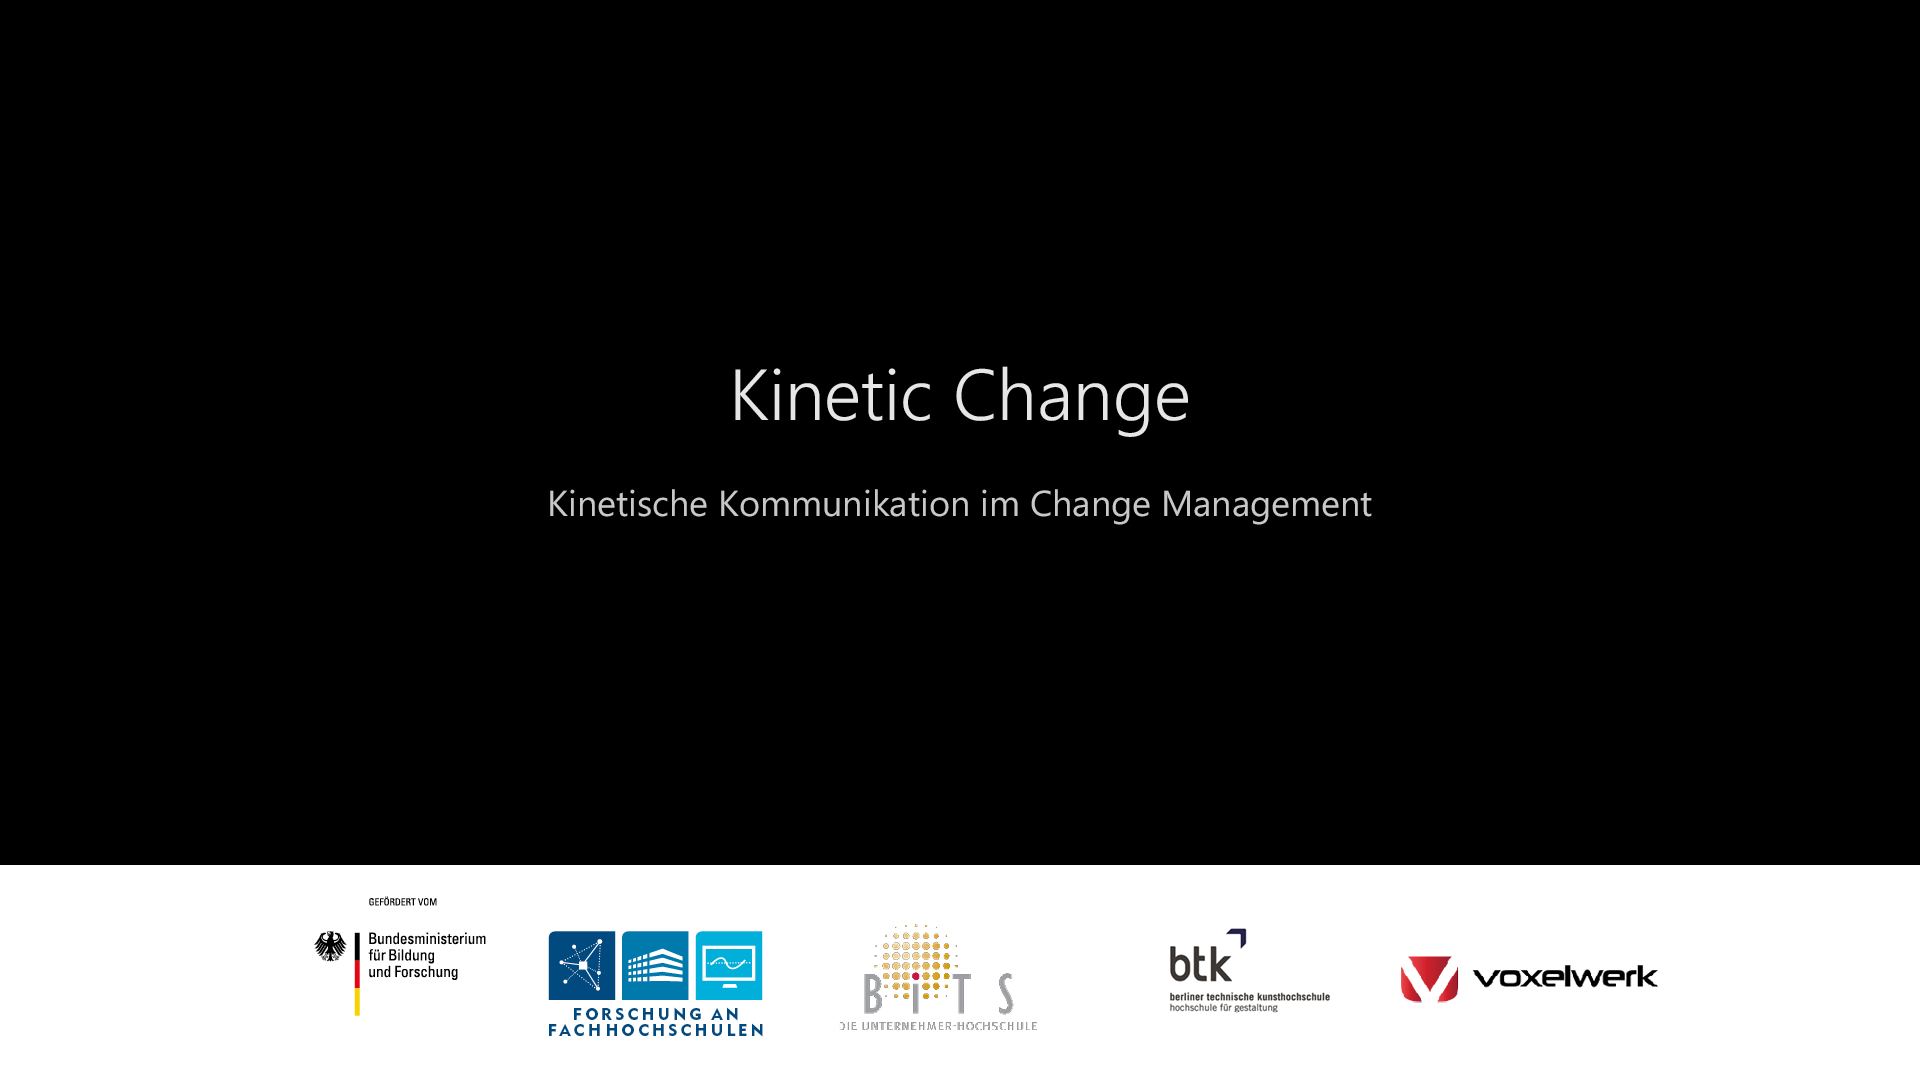 Kinetic Change
Kinetische Kommunikation im Change Management
GEFÖRDERT VOM
Bundesministerium
für Bildung
und Forschung
FORSCHUNG AN
FACHHOCHSCHULEN
BiTS
DIE UNTERNEHMER-HOCHSCHULE
btk
berliner technische kunsthochschule
hochschule für gestaltung
voxelwerk